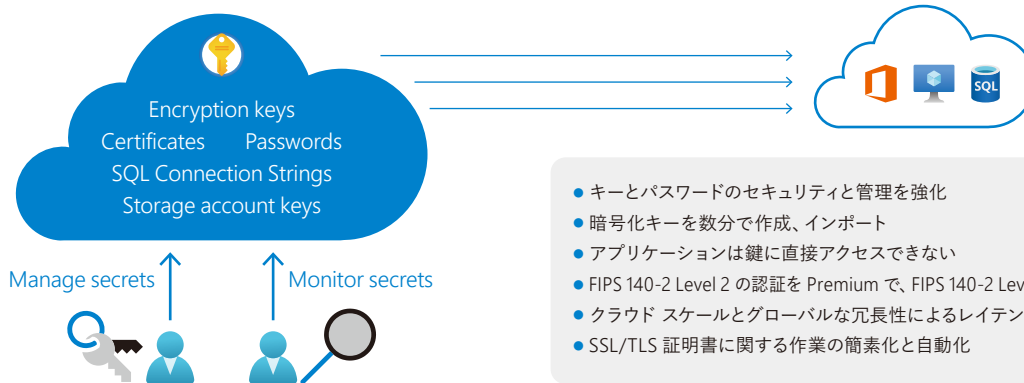 Encryption keys
Certificates Passwords
SQL Connection Strings
Storage account keys
Manage secrets
Monitor secrets
SQL
● キーとパスワードのセキュリティと管理を強化
● 暗号化キーを数分で作成、インポート
● アプリケーションは鍵に直接アクセスできない
● FIPS 140-2 Level 2 の認証を Premium で、FIPS 140-2 Lev
● クラウド スケールとグローバルな冗長性によるレイテン
● SSL/TLS 証明書に関する作業の簡素化と自動化